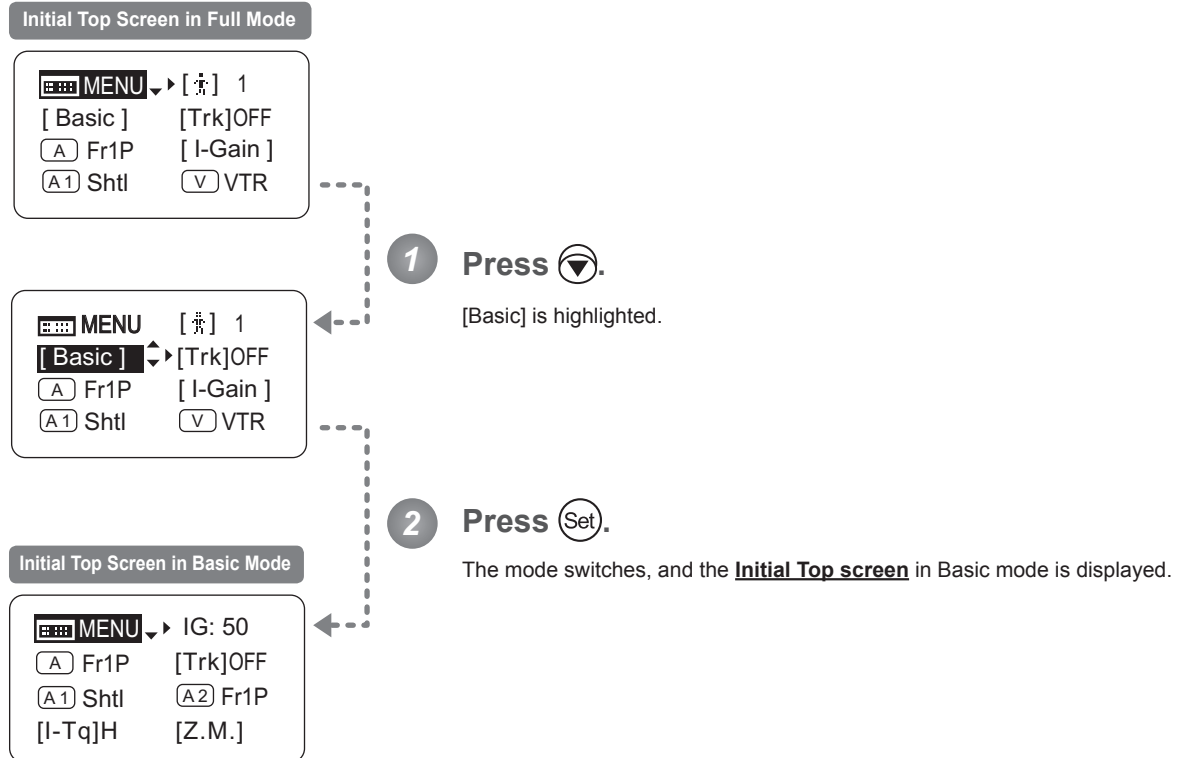 Initial Top Screen in Full Mode
MENU [ ] 1
[ Basic ] [Trk]OFF
A Fr1P [ I-Gain ]
A1 Shtl V VTR
1 Press .
[Basic] is highlighted.
MENU [ ] 1
[ Basic ] [Trk]OFF
A Fr1P [ I-Gain ]
A1 Shtl V VTR
2 Press Set.
The mode switches, and the Initial Top screen in Basic mode is displayed.
Initial Top Screen in Basic Mode
MENU IG: 50
A Fr1P [Trk]OFF
A1 Shtl A2 Fr1P
[I-Tq]H [Z.M.]